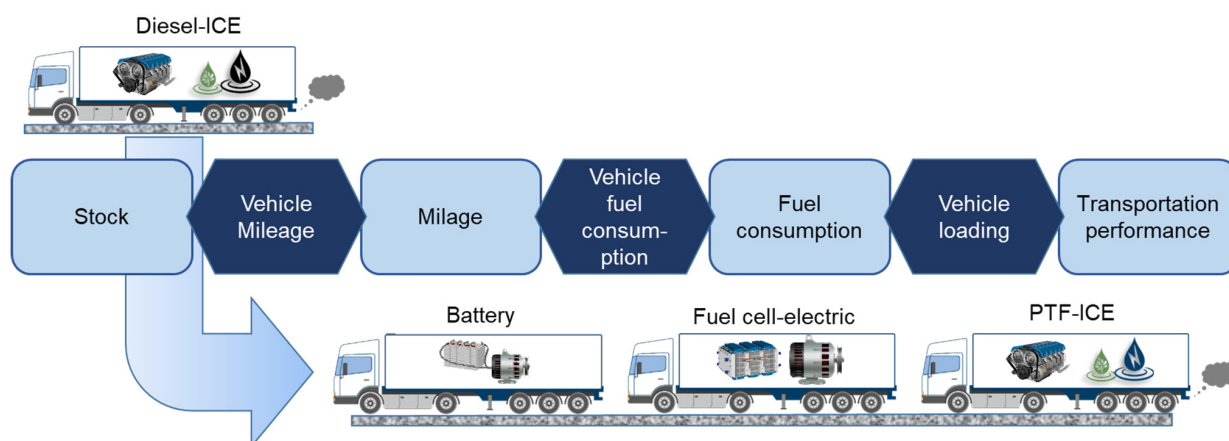 Diesel-ICE
Stock
Vehicle
Mileage
Milage
Vehicle
fuel
consum-
ption
Fuel
consumption
Vehicle
loading
Transportation
performance
Battery
Fuel cell-electric
PTF-ICE